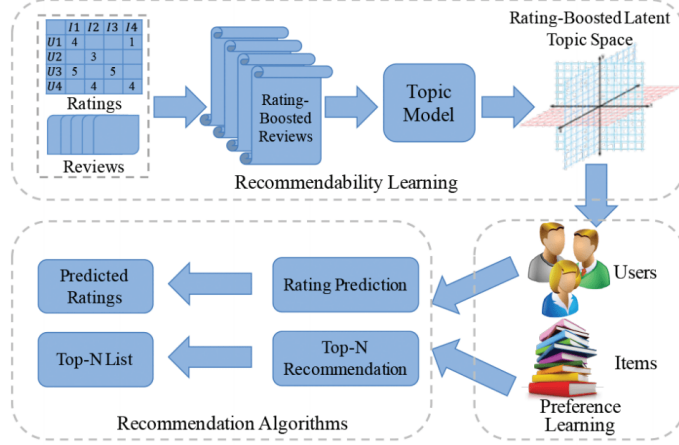 I1 I2 I3 I4
U1 4 1
U2 3
U3 5 5
U4 4 4
Ratings
Reviews
Rating-
Boosted
Reviews
Topic
Model
Rating-Boosted Latent
Topic Space
Recommendability Learning
Users
Items
Preference
Learning
Rating Prediction
Predicted
Ratings
Top-N
Recommendation
Top-N List
Recommendation Algorithms